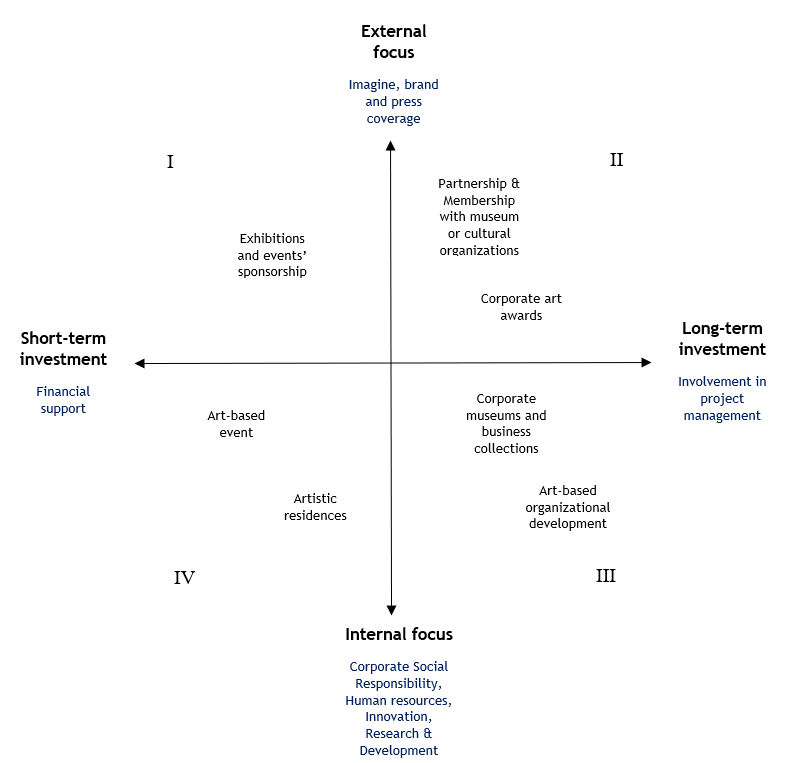 External
focus
Imagine, brand
and press
coverage
I
II
Partnership &
Membership
with museum
or cultural
organizations
Exhibitions
and events’
sponsorship
Corporate art
awards
Short-term
investment
Financial
support
Long-term
investment
Involvement in
project
management
Art-based
event
Corporate
museums and
business
collections
Artistic
residences
Art-based
organizational
development
IV
III
Internal focus
Corporate Social
Responsibility,
Human resources,
Innovation,
Research &
Development